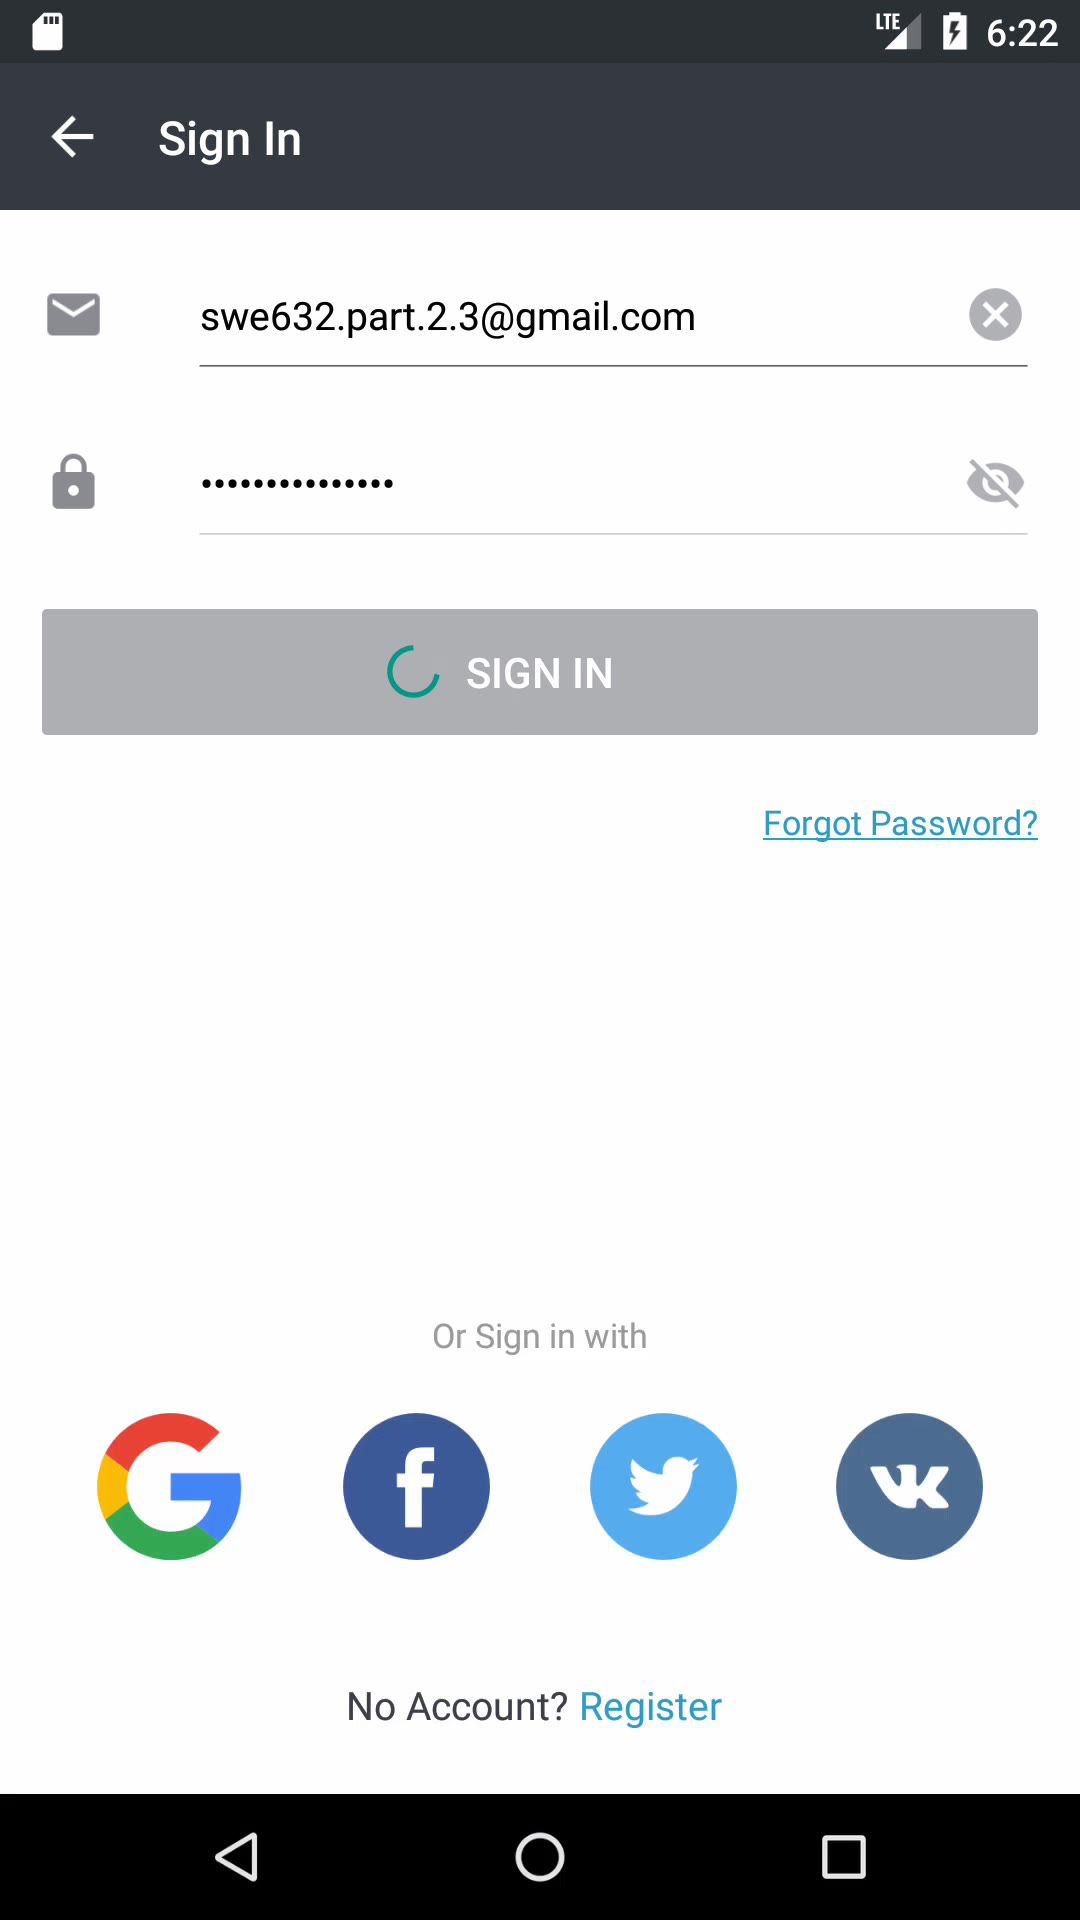 LTE 6:22
Sign In
swe632.part.2.3@gmail.com
•••••••••••••••
SIGN IN
Forgot Password?
Or Sign in with
No Account? Register